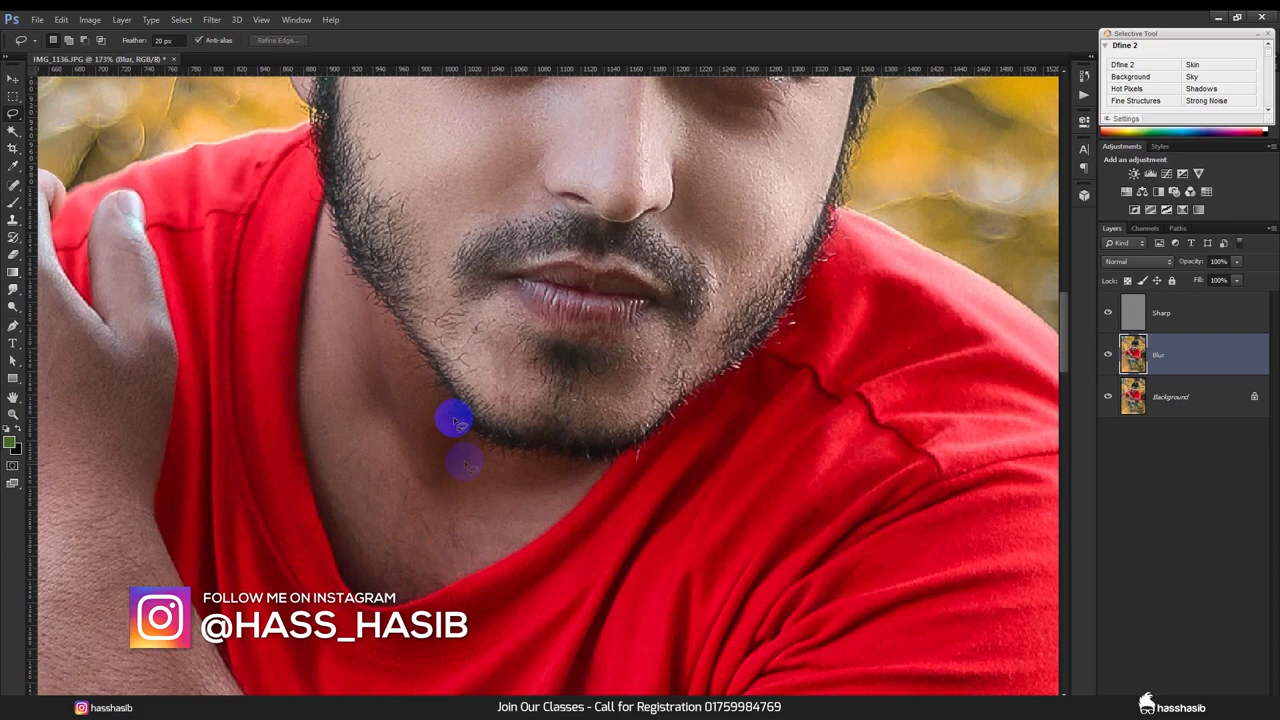 Ps File Edit Image Layer Type Select Filter 3D View Window Help
Feather: 20 px Anti-alias Refine Edge...
IMG_1136.JPG @ 173% (Blur, RGB/8) * ×
Selective Tool
Dfine 2
Dfine 2 Skin
Background Sky
Hot Pixels Shadows
Fine Structures Strong Noise
Settings
Adjustments Styles
Add an adjustment
Layers Channels Paths
Kind
Normal Opacity: 100%
Lock: Fill: 100%
Sharp
Blur
Background
FOLLOW ME ON INSTAGRAM
@HASS_HASIB
hasshasib
Join Our Classes - Call for Registration 01759984769
hasshasib